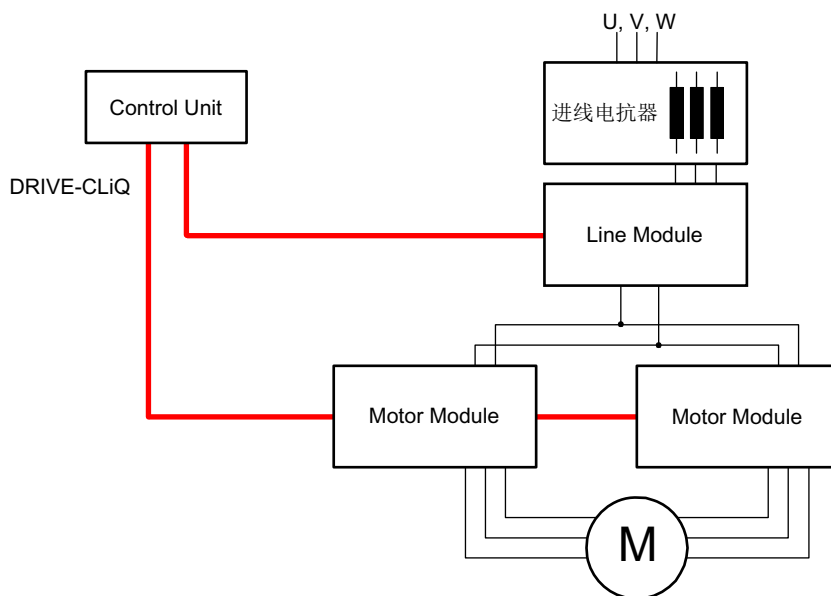 U, V, W
Control Unit
进线电抗器
DRIVE-CLiQ
Line Module
Motor Module
Motor Module
M